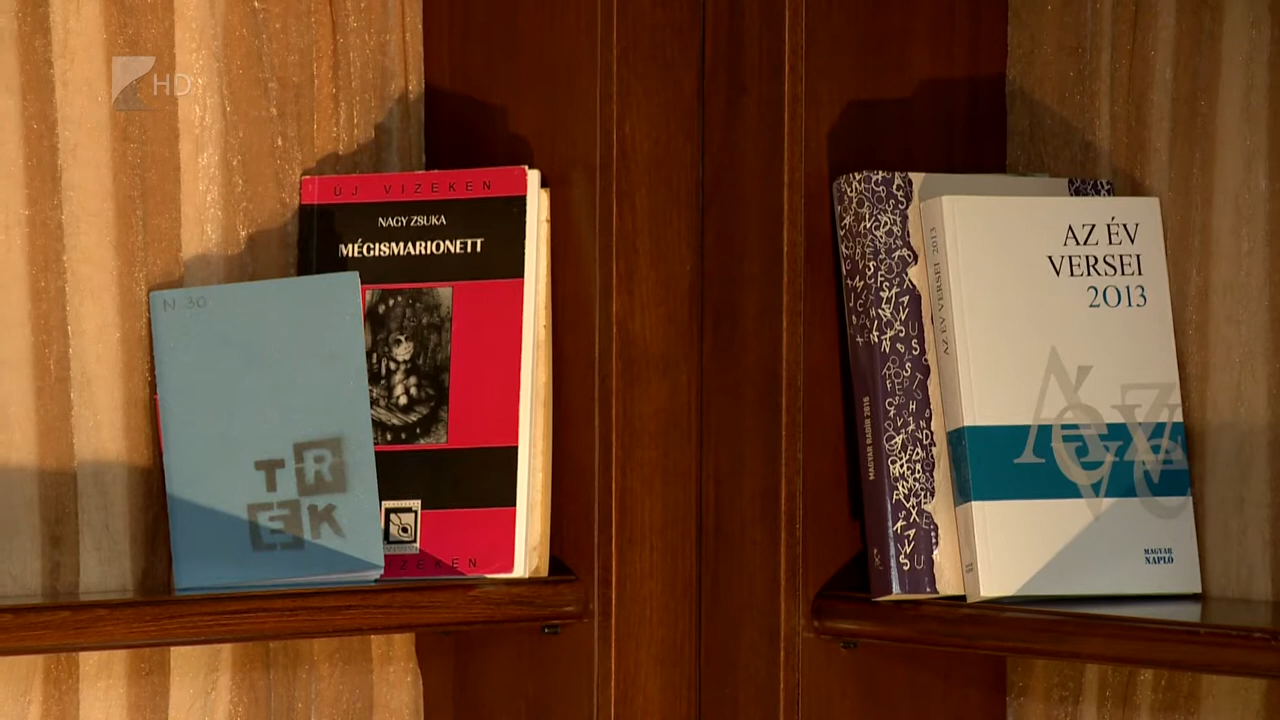 HD
ÚJ VIZEKEN
NAGY ZSUKA
MÉGISMARIONETT
VIZEKEN
N 30
TR
EK
MAGYAR NAPLÓ 2016
AZ ÉV VERSEI 2013
AZ ÉV
VERSEI
2013
MAGYAR
NAPLÓ